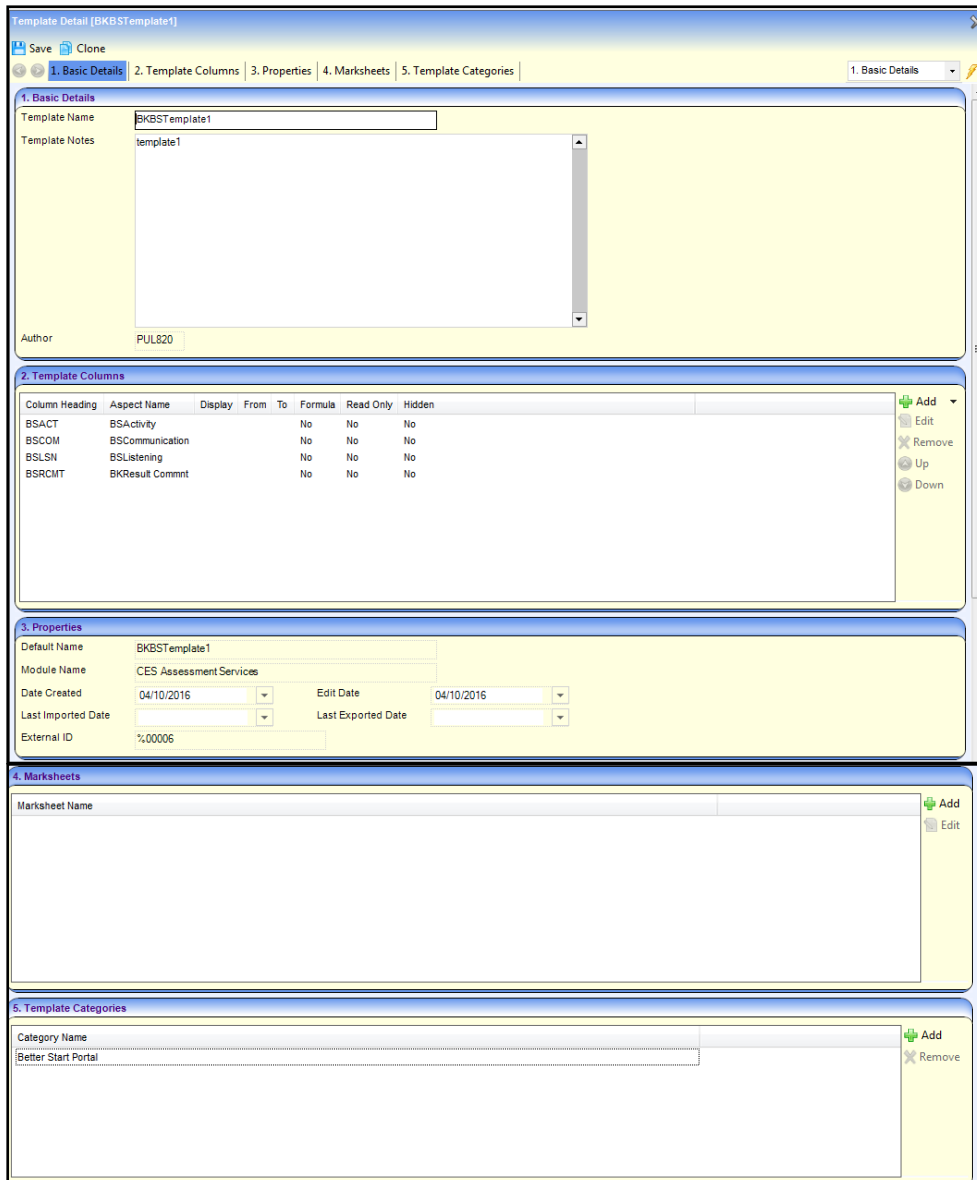 Template Detail [BKBSTemplate1]
Save Clone
1. Basic Details 2. Template Columns 3. Properties 4. Marksheets 5. Template Categories 1. Basic Details
1. Basic Details
Template Name BKBSTemplate1
Template Notes template1
Author PUL820
2. Template Columns
Column Heading Aspect Name Display From To Formula Read Only Hidden
BSACT BSActivity No No No
BSCOM BSCommunication No No No
BSLSN BSListening No No No
BSRCMT BKResult Commnt No No No
Add
Edit
Remove
Up
Down
3. Properties
Default Name BKBSTemplate1
Module Name CES Assessment Services
Date Created 04/10/2016 Edit Date 04/10/2016
Last Imported Date Last Exported Date
External ID %00006
4. Marksheets
Marksheet Name
Add
Edit
5. Template Categories
Category Name
Better Start Portal
Add
Remove